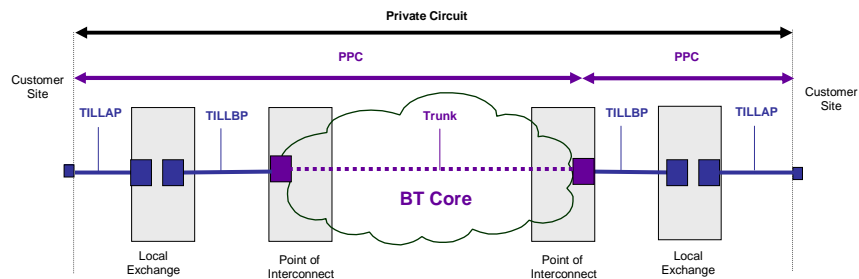 Private Circuit
PPC
PPC
Customer
Site
Customer
Site
TILLAP
TILLBP
Trunk
TILLBP
TILLAP
BT Core
Local
Exchange
Point of
Interconnect
Point of
Interconnect
Local
Exchange